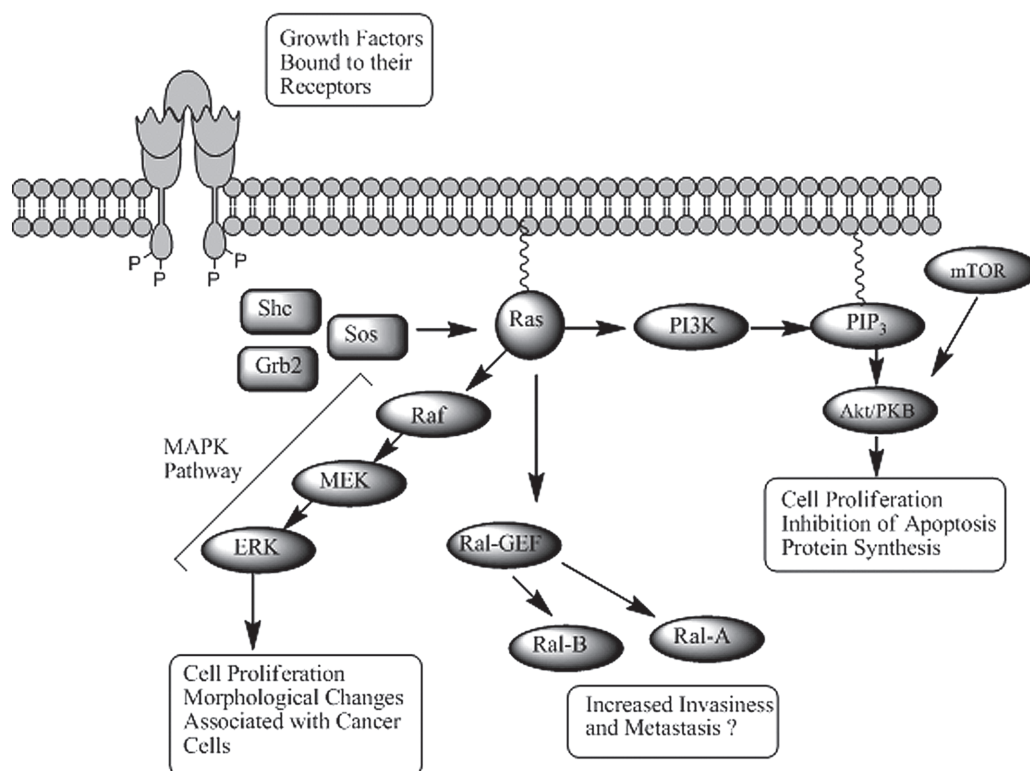 Growth Factors
Bound to their
Receptors
P
P
P
P
mTOR
Shc
Sos
Grb2
Ras
PI3K
PIP3
Akt/PKB
Raf
MAPK
Pathway
MEK
ERK
Ral-GEF
Ral-B
Ral-A
Cell Proliferation
Inhibition of Apoptosis
Protein Synthesis
Cell Proliferation
Morphological Changes
Associated with Cancer
Cells
Increased Invasiness
and Metastasis ?